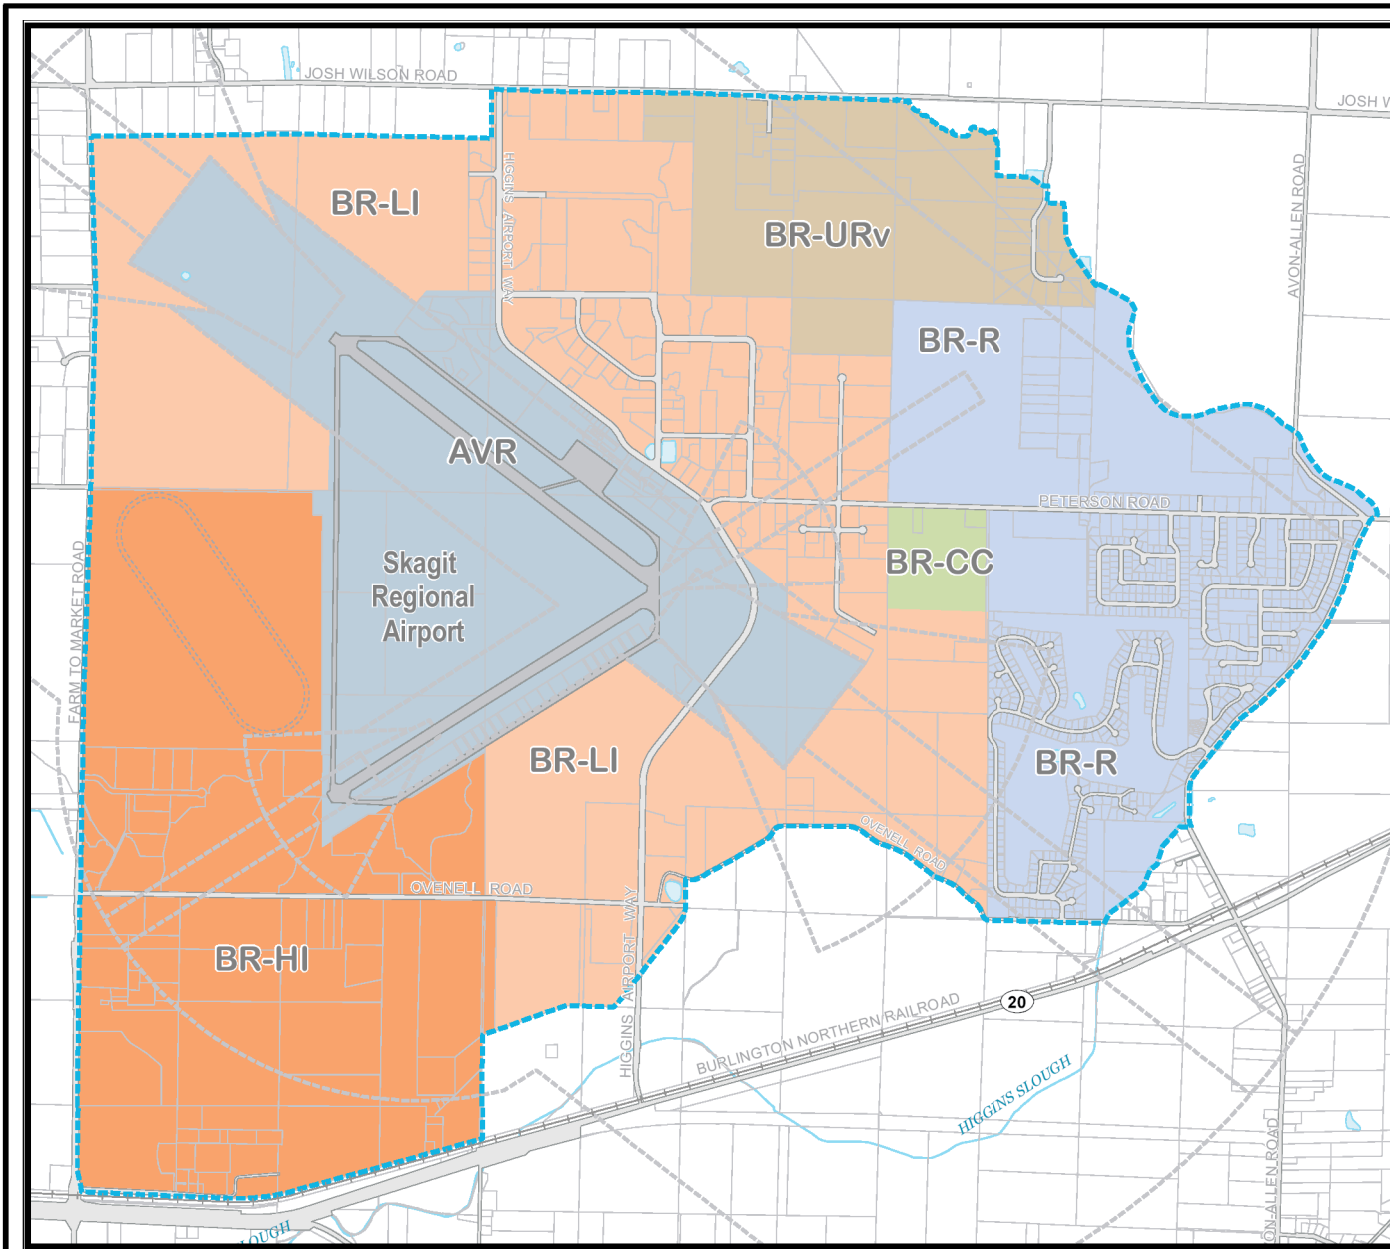 JOSH WILSON ROAD
JOSH W
HIGGINS AIRPORT WAY
AVON-ALLEN ROAD
BR-LI
BR-URv
BR-R
AVR
PETERSON ROAD
FARM TO MARKET ROAD
Skagit
Regional
Airport
BR-CC
BR-LI
BR-R
OVENELL ROAD
OVENELL ROAD
BR-HI
HIGGINS AIRPORT WAY
BURLINGTON NORTHERN RAILROAD
20
HIGGINS SLOUGH
ON-ALLEN ROAD
LOUGH